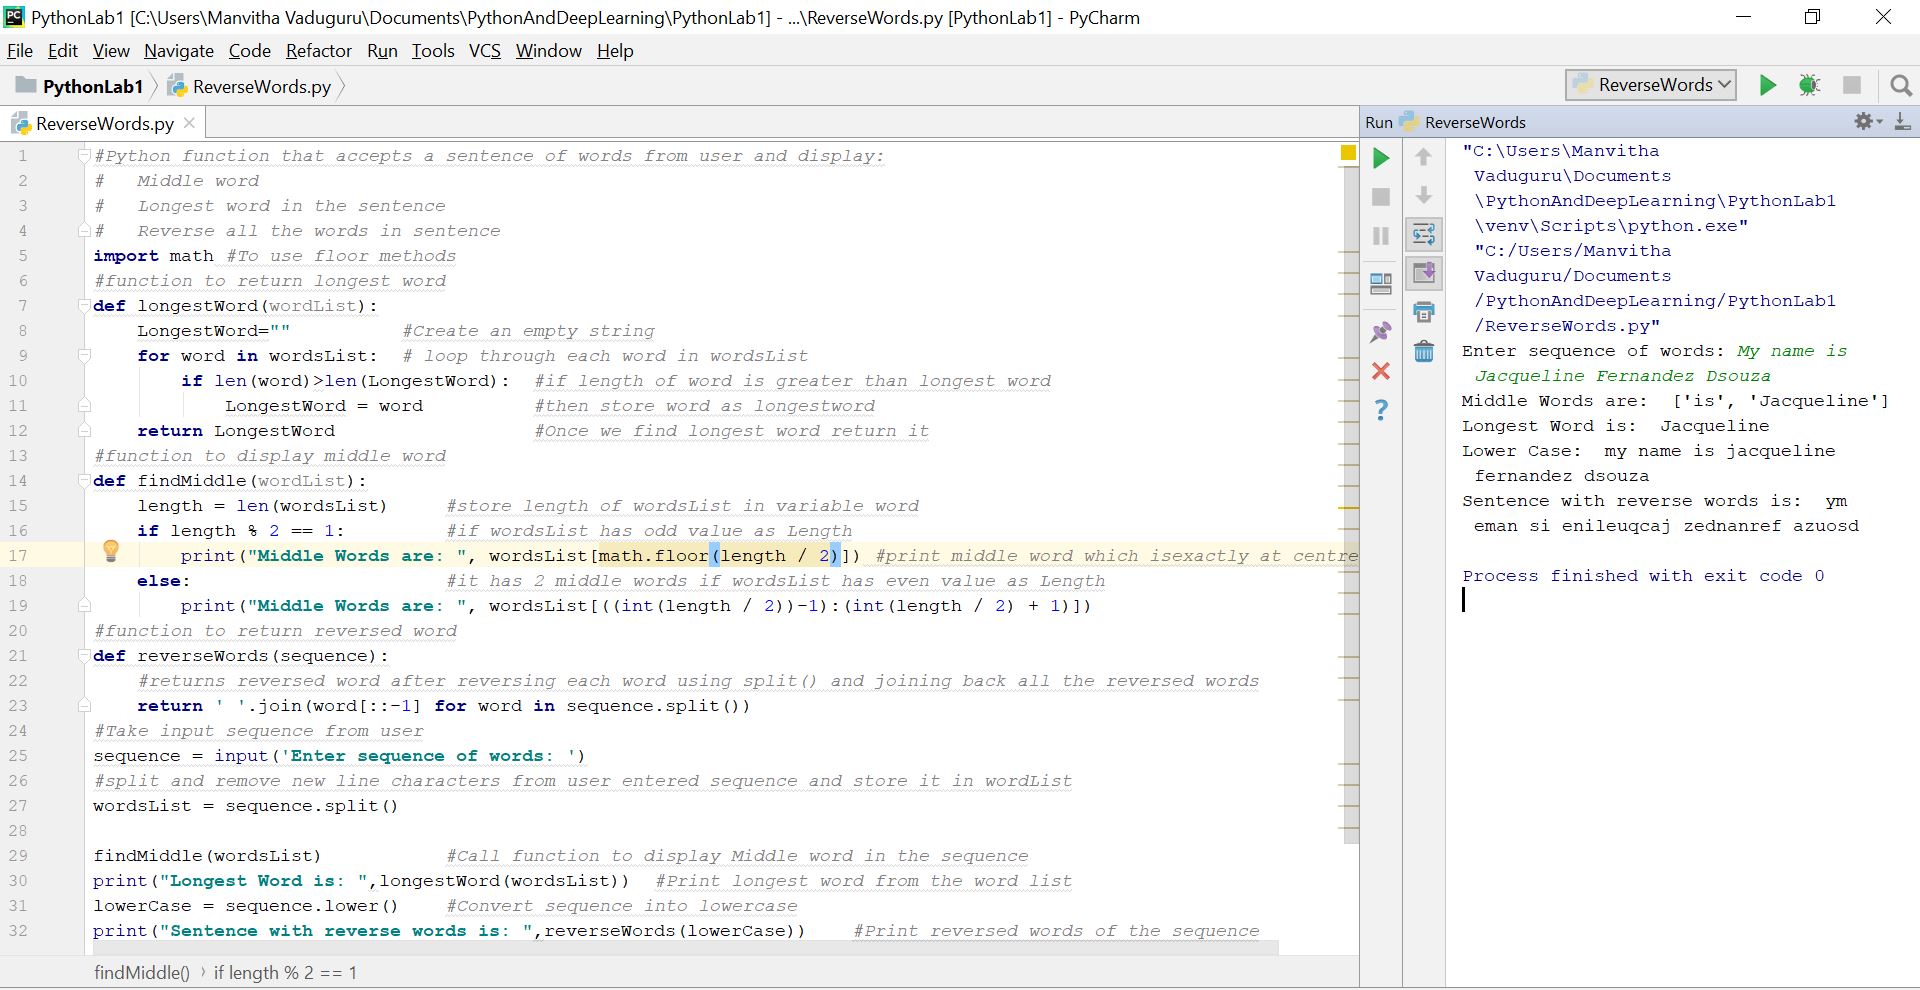 PythonLab1 [C:\Users\Manvitha Vaduguru\Documents\PythonAndDeepLearning\PythonLab1] - ...\ReverseWords.py [PythonLab1] - PyCharm
File Edit View Navigate Code Refactor Run Tools VCS Window Help
PythonLab1 ReverseWords.py ReverseWords
ReverseWords.py
1 #Python function that accepts a sentence of words from user and display:
2 #   Middle word
3 #   Longest word in the sentence
4 #   Reverse all the words in sentence
5 import math #To use floor methods
6 #function to return longest word
7 def longestWord(wordList):
8     LongestWord=""          #Create an empty string
9     for word in wordsList:  # loop through each word in wordsList
10         if len(word)>len(LongestWord):  #if length of word is greater than longest word
11             LongestWord = word          #then store word as longestword
12     return LongestWord                  #Once we find longest word return it
13 #function to display middle word
14 def findMiddle(wordList):
15     length = len(wordsList)     #store length of wordsList in variable word
16     if length % 2 == 1:         #if wordsList has odd value as Length
17         print("Middle Words are: ", wordsList[math.floor(length / 2)]) #print middle word which isexactly at centre
18     else:                       #it has 2 middle words if wordsList has even value as Length
19         print("Middle Words are: ", wordsList[((int(length / 2))-1):(int(length / 2) + 1)])
20 #function to return reversed word
21 def reverseWords(sequence):
22     #returns reversed word after reversing each word using split() and joining back all the reversed words
23     return ' '.join(word[::-1] for word in sequence.split())
24 #Take input sequence from user
25 sequence = input('Enter sequence of words: ')
26 #split and remove new line characters from user entered sequence and store it in wordList
27 wordsList = sequence.split()
28
29 findMiddle(wordsList)           #Call function to display Middle word in the sequence
30 print("Longest Word is: ",longestWord(wordsList))  #Print longest word from the word list
31 lowerCase = sequence.lower()    #Convert sequence into lowercase
32 print("Sentence with reverse words is: ",reverseWords(lowerCase))    #Print reversed words of the sequence
findMiddle() › if length % 2 == 1
Run ReverseWords
"C:\Users\Manvitha
Vaduguru\Documents
\PythonAndDeepLearning\PythonLab1
\venv\Scripts\python.exe"
"C:/Users/Manvitha
Vaduguru/Documents
/PythonAndDeepLearning/PythonLab1
/ReverseWords.py"
Enter sequence of words: My name is
Jacqueline Fernandez Dsouza
Middle Words are:  ['is', 'Jacqueline']
Longest Word is:  Jacqueline
Lower Case:  my name is jacqueline
fernandez dsouza
Sentence with reverse words is:  ym
eman si enileuqcaj zednanref azuosd
Process finished with exit code 0